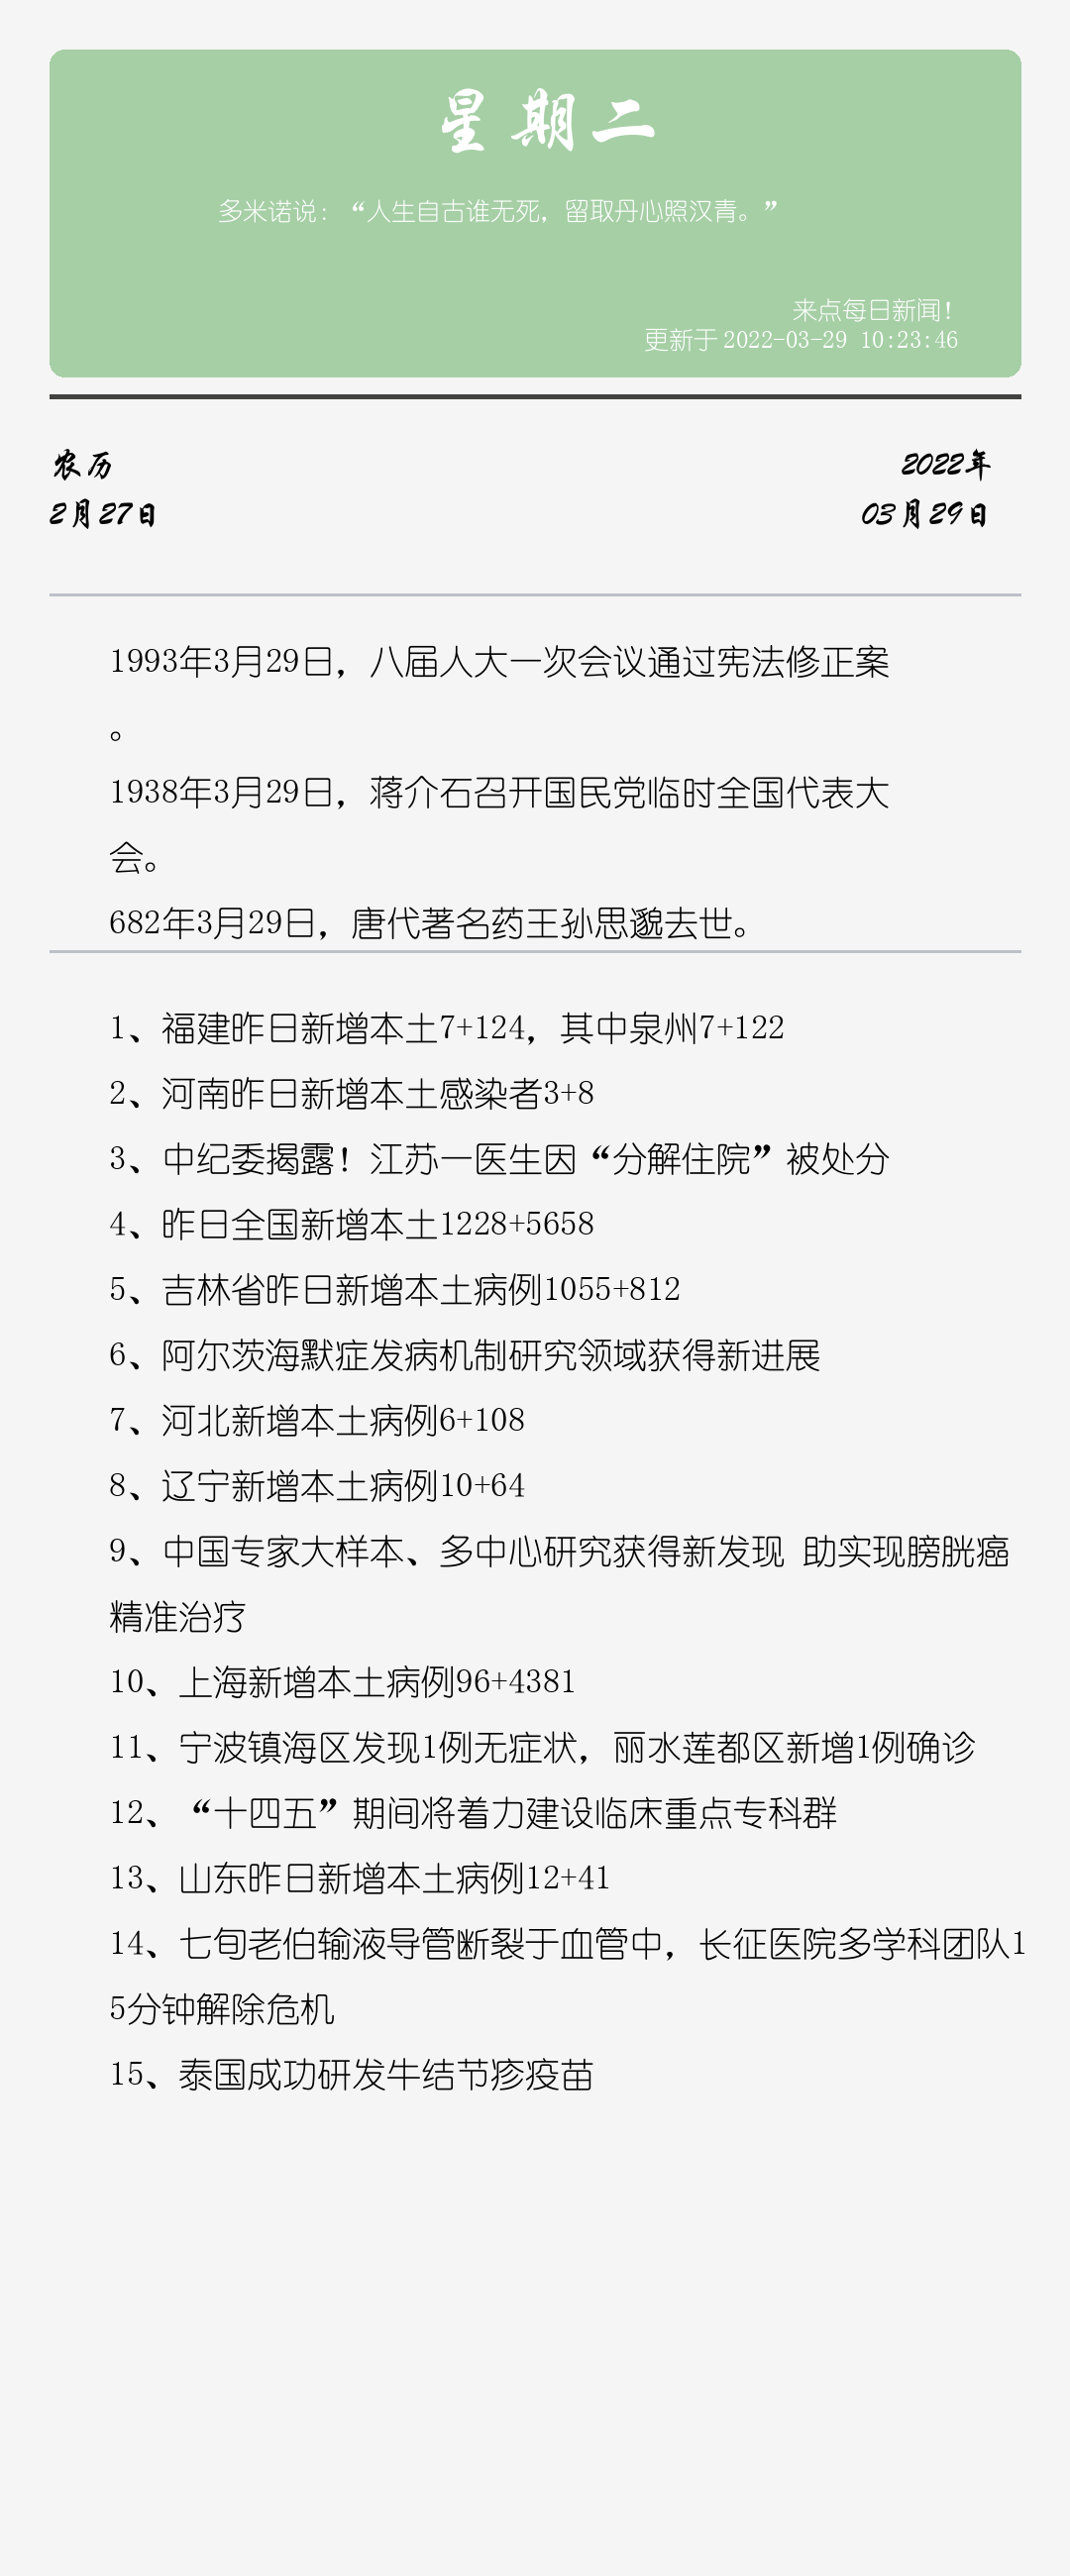 星期二
多米诺说：“人生自古谁无死，留取丹心照汉青。”
来点每日新闻！
更新于 2022-03-29 10:23:46
农历
2022年
2月27日
03月29日
1993年3月29日，八届人大一次会议通过宪法修正案
。
1938年3月29日，蒋介石召开国民党临时全国代表大
会。
682年3月29日，唐代著名药王孙思邈去世。
1、福建昨日新增本土7+124，其中泉州7+122
2、河南昨日新增本土感染者3+8
3、中纪委揭露！江苏一医生因“分解住院”被处分
4、昨日全国新增本土1228+5658
5、吉林省昨日新增本土病例1055+812
6、阿尔茨海默症发病机制研究领域获得新进展
7、河北新增本土病例6+108
8、辽宁新增本土病例10+64
9、中国专家大样本、多中心研究获得新发现 助实现膀胱癌
精准治疗
10、上海新增本土病例96+4381
11、宁波镇海区发现1例无症状，丽水莲都区新增1例确诊
12、“十四五”期间将着力建设临床重点专科群
13、山东昨日新增本土病例12+41
14、七旬老伯输液导管断裂于血管中，长征医院多学科团队1
5分钟解除危机
15、泰国成功研发牛结节疹疫苗